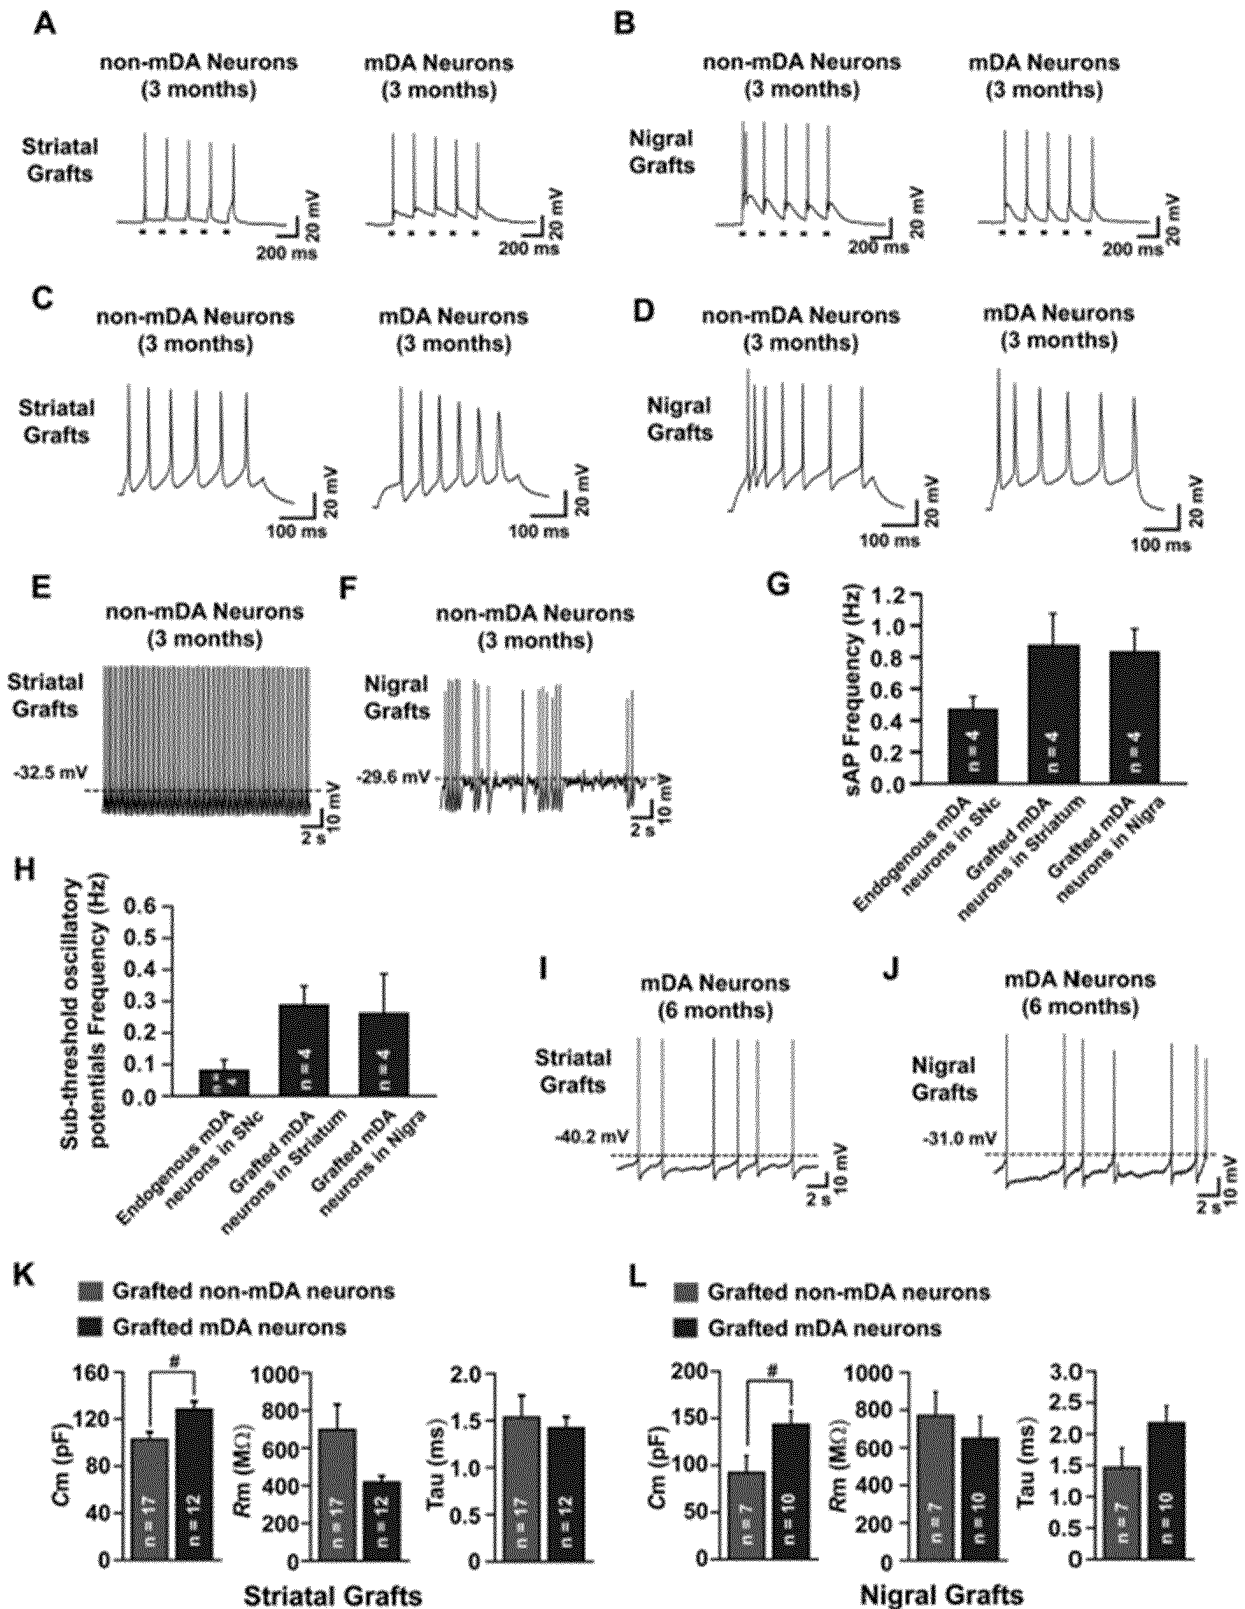 A
non-mDA Neurons
(3 months)
mDA Neurons
(3 months)
Striatal
Grafts
20 mV
200 ms
20 mV
200 ms
B
non-mDA Neurons
(3 months)
mDA Neurons
(3 months)
Nigral
Grafts
20 mV
200 ms
20 mV
200 ms
C
non-mDA Neurons
(3 months)
mDA Neurons
(3 months)
Striatal
Grafts
20 mV
100 ms
20 mV
100 ms
D
non-mDA Neurons
(3 months)
mDA Neurons
(3 months)
Nigral
Grafts
20 mV
100 ms
20 mV
100 ms
E
non-mDA Neurons
(3 months)
Striatal
Grafts
-32.5 mV
10 mV
2 s
F
non-mDA Neurons
(3 months)
Nigral
Grafts
-29.6 mV
10 mV
2 s
G
sAP Frequency (Hz)
1.2
1.0
0.8
0.6
0.4
0.2
0.0
n = 4
n = 4
n = 4
Endogenous mDA
neurons in SNc
Grafted mDA
neurons in Striatum
Grafted mDA
neurons in Nigra
H
Sub-threshold oscillatory
potentials Frequency (Hz)
0.6
0.5
0.4
0.3
0.2
0.1
0.0
n =
4
n = 4
n = 4
Endogenous mDA
neurons in SNc
Grafted mDA
neurons in Striatum
Grafted mDA
neurons in Nigra
I
mDA Neurons
(6 months)
Striatal
Grafts
-40.2 mV
10 mV
2 s
J
mDA Neurons
(6 months)
Nigral
Grafts
-31.0 mV
10 mV
2 s
K
Grafted non-mDA neurons
Grafted mDA neurons
Cm (pF)
160
120
80
40
0
#
n = 17
n = 12
Rm (MΩ)
1000
800
600
400
200
0
n = 17
n = 12
Tau (ms)
2.0
1.5
1.0
0.5
0
n = 17
n = 12
Striatal Grafts
L
Grafted non-mDA neurons
Grafted mDA neurons
Cm (pF)
200
150
100
50
0
#
n = 7
n = 10
Rm (MΩ)
1000
800
600
400
200
0
n = 7
n = 10
Tau (ms)
3.0
2.5
2.0
1.5
1.0
0.5
0
n = 7
n = 10
Nigral Grafts